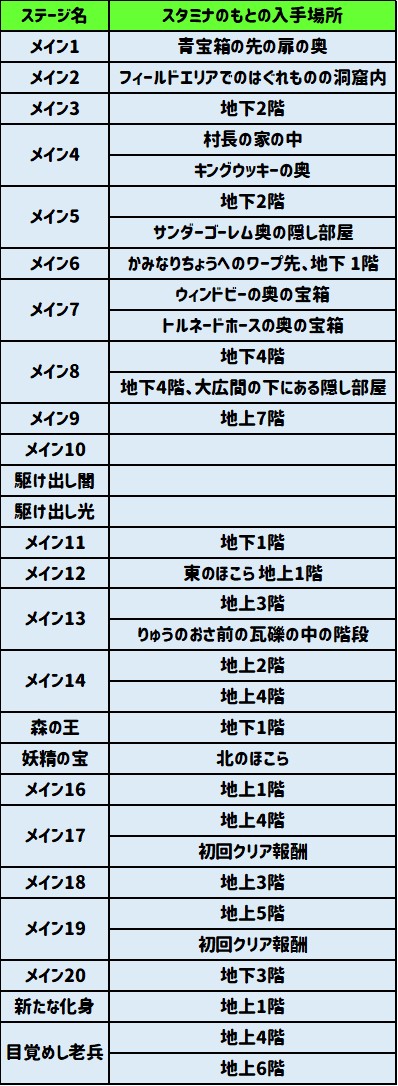 ステージ名 スタミナのもとの入手場所
メイン1 青宝箱の先の扉の奥
メイン2 フィールドエリアでのはぐれものの洞窟内
メイン3 地下2階
メイン4 村長の家の中
キングウッキーの奥
メイン5 地下2階
サンダーゴーレム奥の隠し部屋
メイン6 かみなりちょうへのワープ先、地下 1階
メイン7 ウィンドビーの奥の宝箱
トルネードホースの奥の宝箱
メイン8 地下4階
地下4階、大広間の下にある隠し部屋
メイン9 地上7階
メイン10
駆け出し闇
駆け出し光
メイン11 地下1階
メイン12 東のほこら 地上1階
メイン13 地上3階
りゅうのおさ前の瓦礫の中の階段
メイン14 地上2階
地上4階
森の王 地下1階
妖精の宝 北のほこら
メイン16 地上1階
メイン17 地上4階
初回クリア報酬
メイン18 地上3階
メイン19 地上5階
初回クリア報酬
メイン20 地下3階
新たな化身 地上1階
目覚めし老兵 地上4階
地上6階